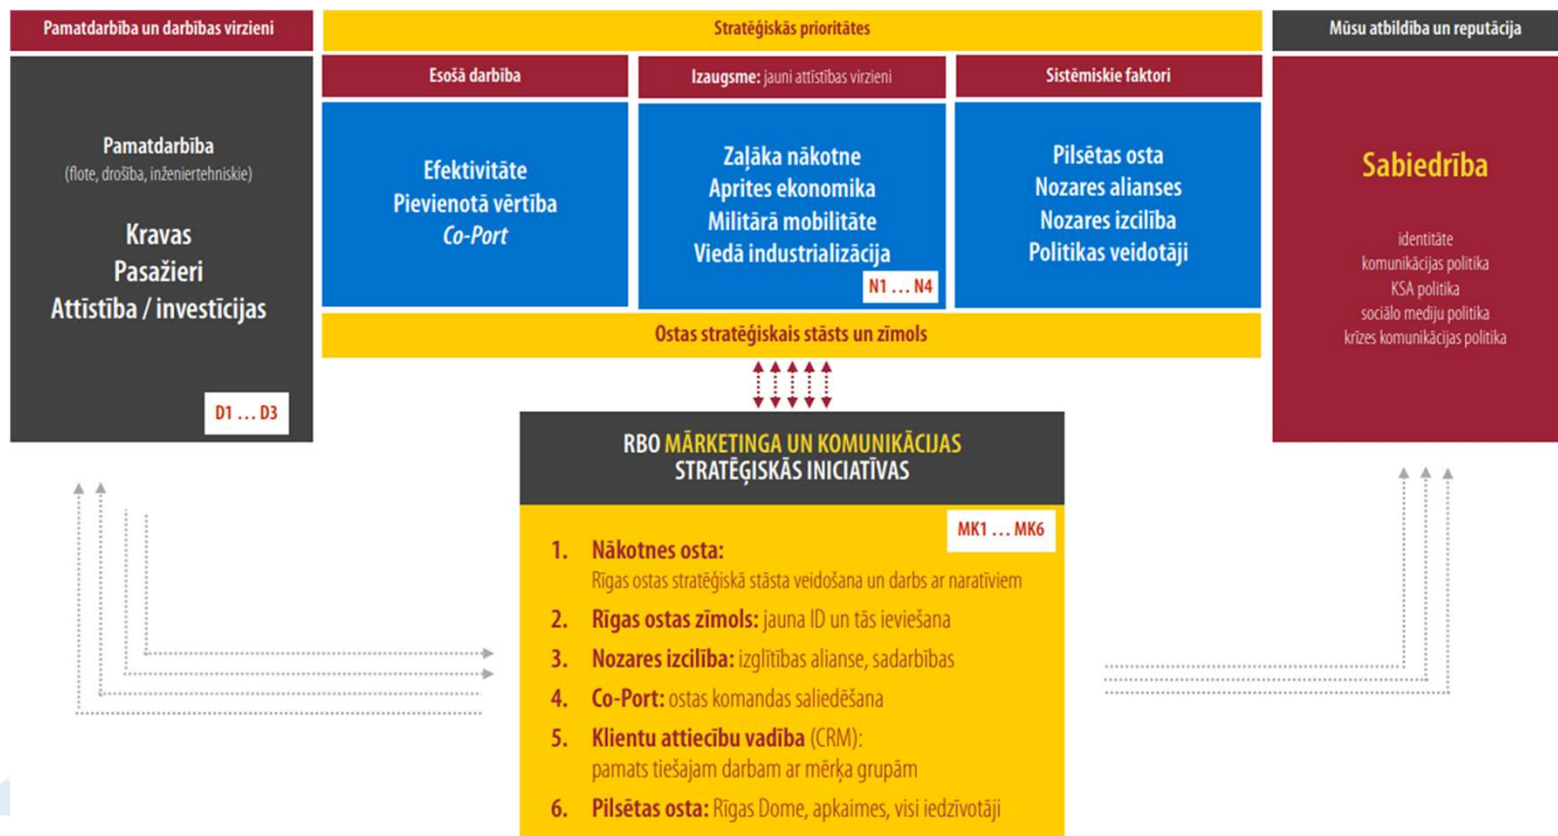 Pamatdarbība un darbības virzieni
Pamatdarbība
(flote, drošība, inženiertehniskie)
Kravas
Pasažieri
Attīstība / investīcijas
D1 ... D3
Stratēģiskās prioritātes
Esošā darbība
Efektivitāte
Pievienotā vērtība
Co-Port
Izaugsme: jauni attīstības virzieni
Zaļāka nākotne
Aprites ekonomika
Militārā mobilitāte
Viedā industrializācija
N1 ... N4
Sistēmiskie faktori
Pilsētas osta
Nozares alianses
Nozares izcilība
Politikas veidotāji
Ostas stratēģiskais stāsts un zīmols
Mūsu atbildība un reputācija
Sabiedrība
identitāte
komunikācijas politika
KSA politika
sociālo mediju politika
krīzes komunikācijas politika
RBO MĀRKETINGA UN KOMUNIKĀCIJAS
STRATĒĢISKĀS INICIATĪVAS
MK1 ... MK6
1. Nākotnes osta:
Rīgas ostas stratēģiskā stāsta veidošana un darbs ar naratīviem
2. Rīgas ostas zīmols: jauna ID un tās ieviešana
3. Nozares izcilība: izglītības alianse, sadarbības
4. Co-Port: ostas komandas saliedēšana
5. Klientu attiecību vadība (CRM):
pamats tiešajam darbam ar mērķa grupām
6. Pilsētas osta: Rīgas Dome, apkaimes, visi iedzīvotāji